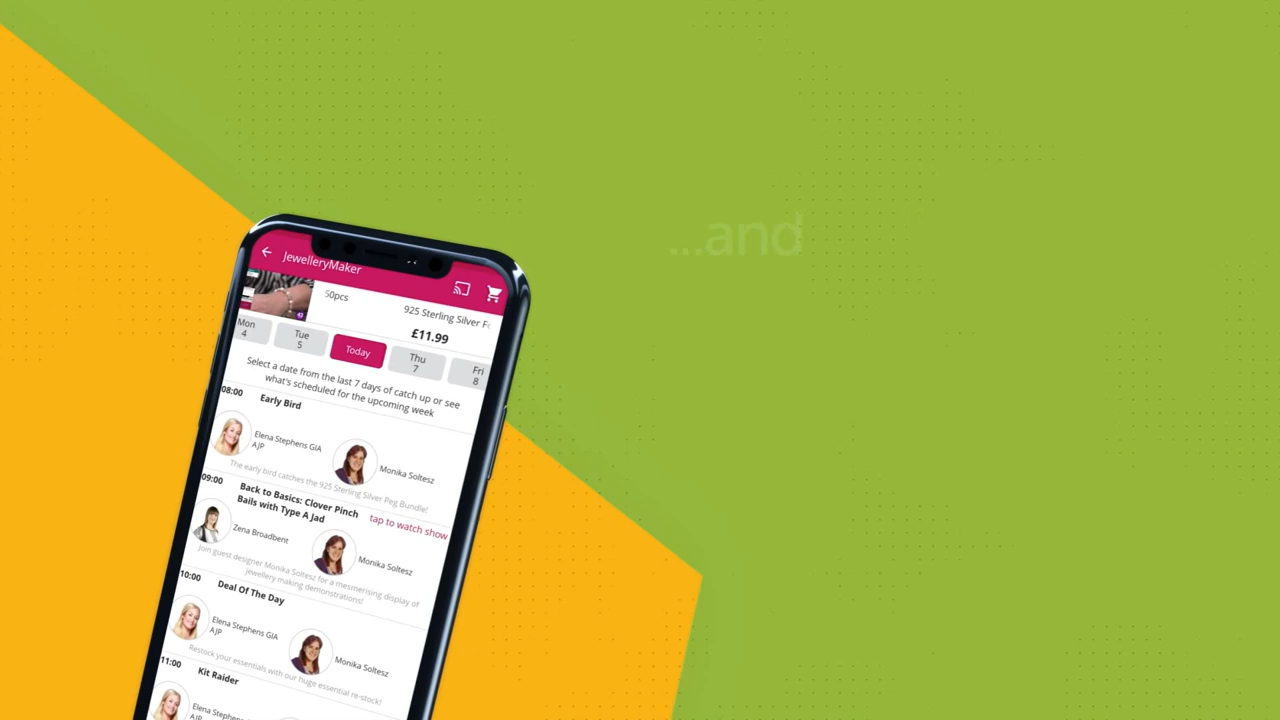 ...and
JewelleryMaker
50pcs
925 Sterling Silver F
£11.99
Mon
4
Tue
5
Today
Thu
7
Fri
8
Select a date from the last 7 days of catch up or see
what's scheduled for the upcoming week
08:00
Early Bird
Elena Stephens GIA
AJP
Monika Soltesz
The early bird catches the 925 Sterling Silver Peg Bundle!
09:00
Back to Basics: Clover Pinch
Bails with Type A Jad
tap to watch show
Zena Broadbent
Monika Soltesz
Join guest designer Monika Soltesz for a mesmerising display of
jewellery making demonstrations!
10:00
Deal Of The Day
Elena Stephens GIA
AJP
Monika Soltesz
Restock your essentials with our huge essential re-stock!
11:00
Kit Raider
Elena Stephens